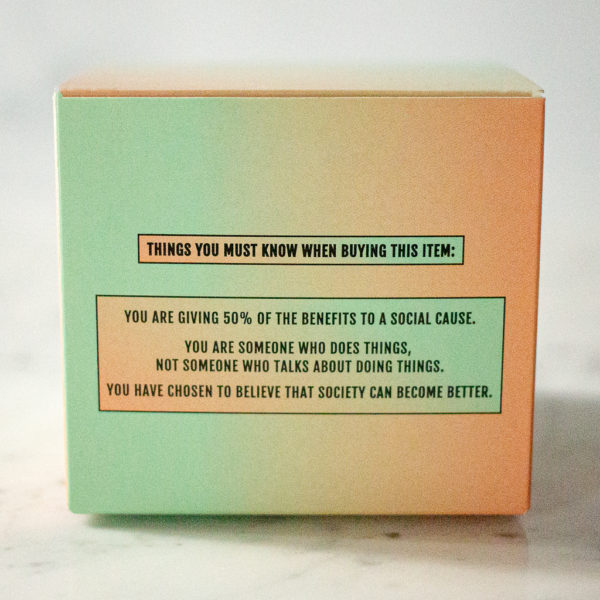 THINGS YOU MUST KNOW WHEN BUYING THIS ITEM:
YOU ARE GIVING 50% OF THE BENEFITS TO A SOCIAL CAUSE.
YOU ARE SOMEONE WHO DOES THINGS,
NOT SOMEONE WHO TALKS ABOUT DOING THINGS.
YOU HAVE CHOSEN TO BELIEVE THAT SOCIETY CAN BECOME BETTER.